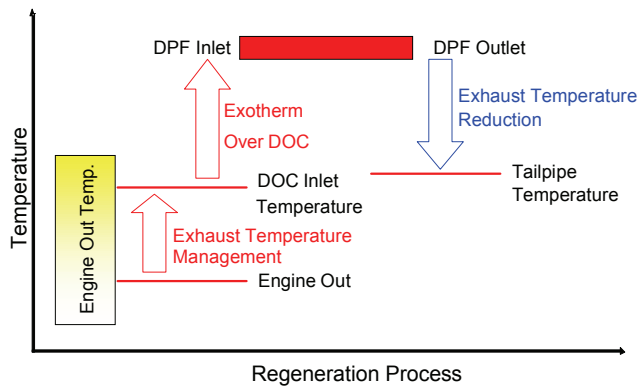 DPF Inlet
DPF Outlet
Exotherm
Over DOC
Exhaust Temperature
Reduction
DOC Inlet
Temperature
Tailpipe
Temperature
Exhaust Temperature
Management
Engine Out
Engine Out Temp.
Temperature
Regeneration Process